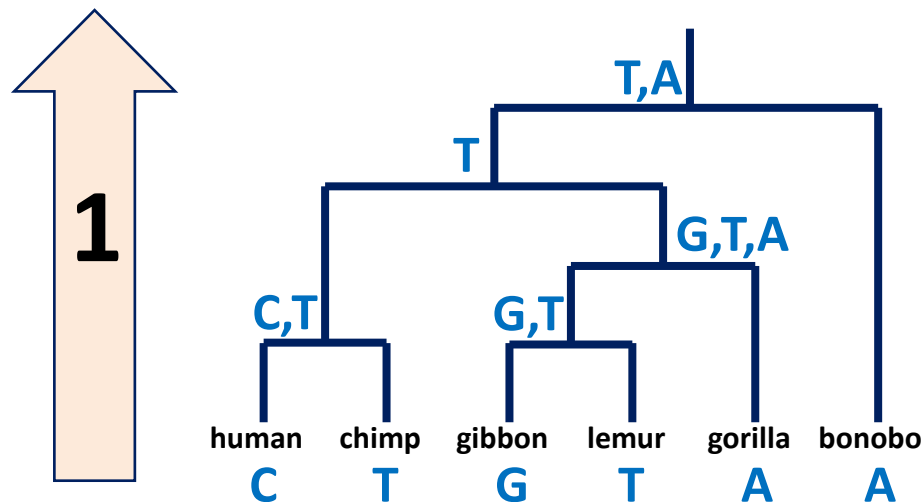 T,A
T
1
G,T,A
C,T G,T
human chimp gibbon lemur gorilla bonobo
C T G T A A